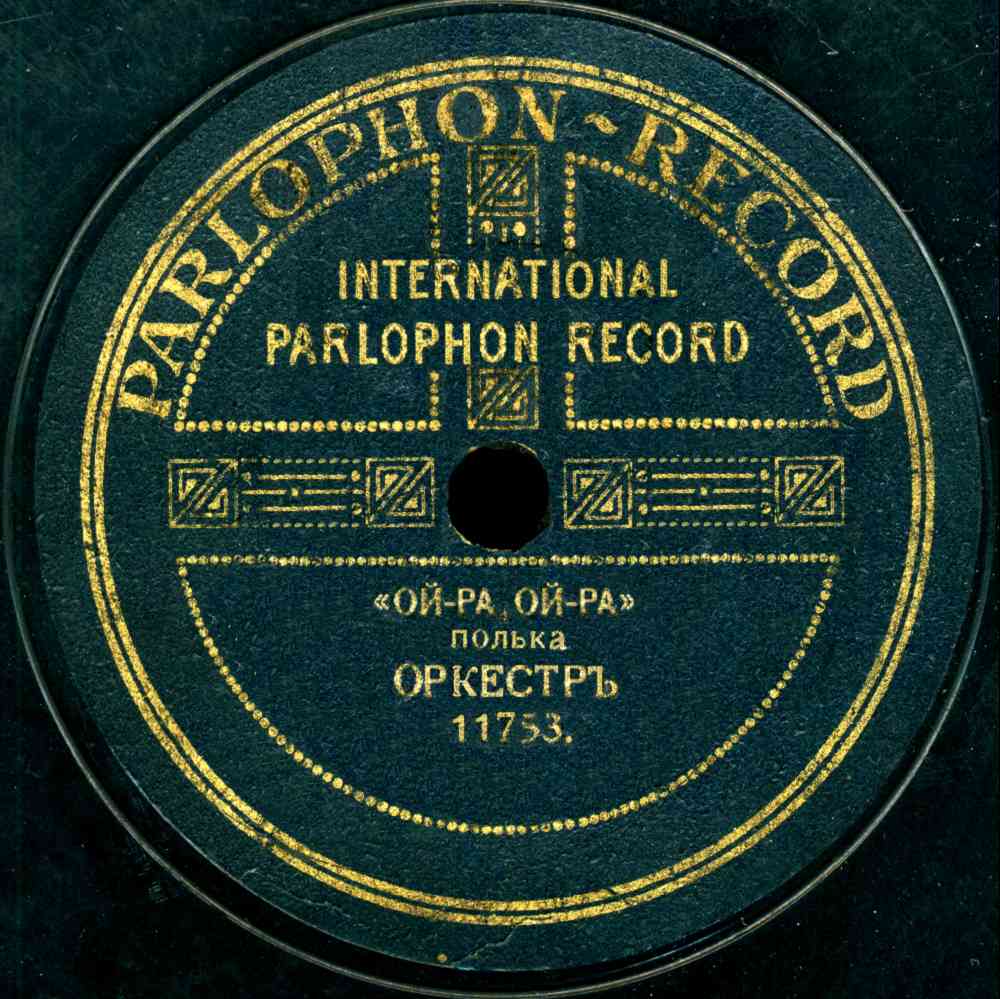 PARLOPHON ~ RECORD
INTERNATIONAL
PARLOPHON RECORD
«ОЙ-РА, ОЙ-РА»
полька
ОРКЕСТРЪ
11753.